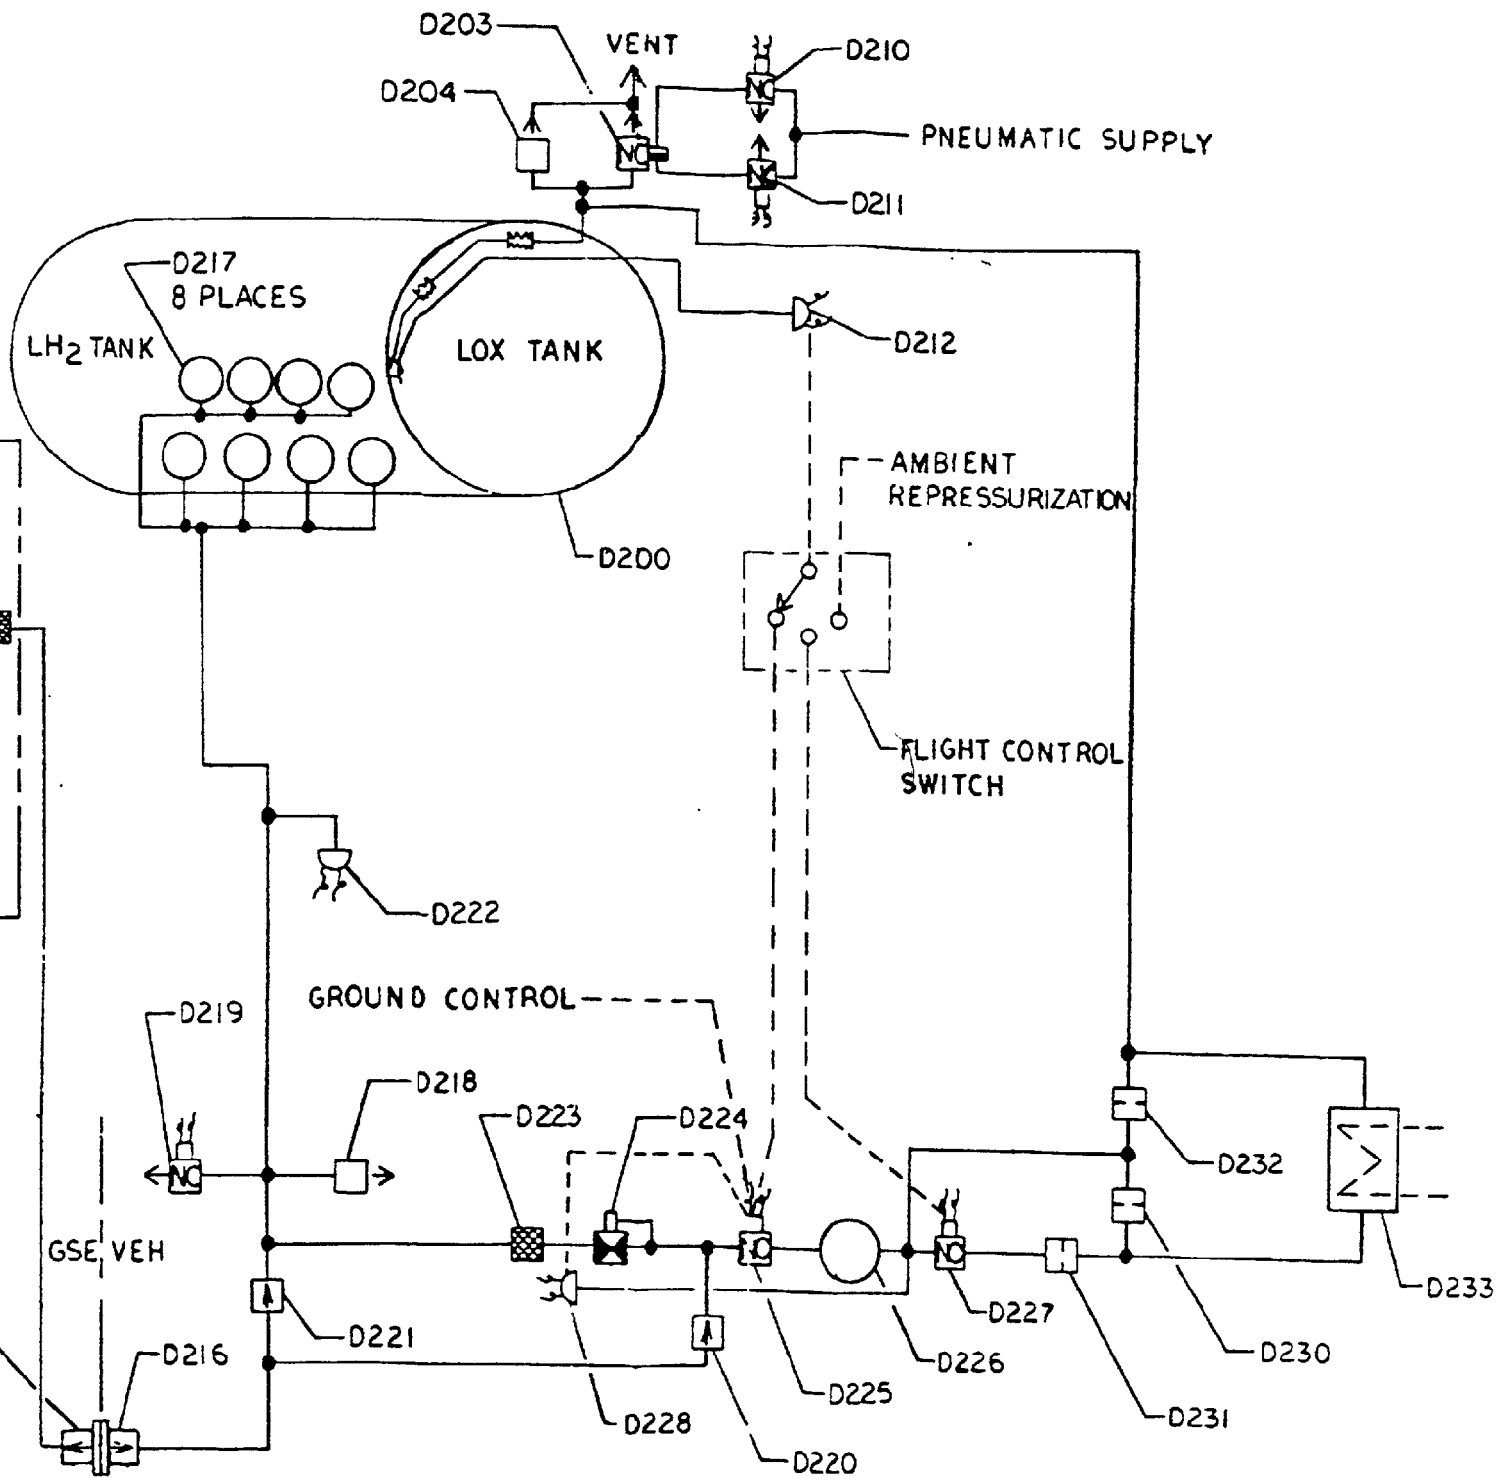 D203
VENT
D210
D204
PNEUMATIC SUPPLY
NC
NC
NC
D211
D217
8 PLACES
LH2 TANK
LOX TANK
D212
AMBIENT
REPRESSURIZATION
D200
FLIGHT CONTROL
SWITCH
D222
GROUND CONTROL
D219
D218
D223
D224
D232
NC
GSE VEH
NO
NC
D233
D227
D221
D216
D226
D230
D225
D231
D228
D220